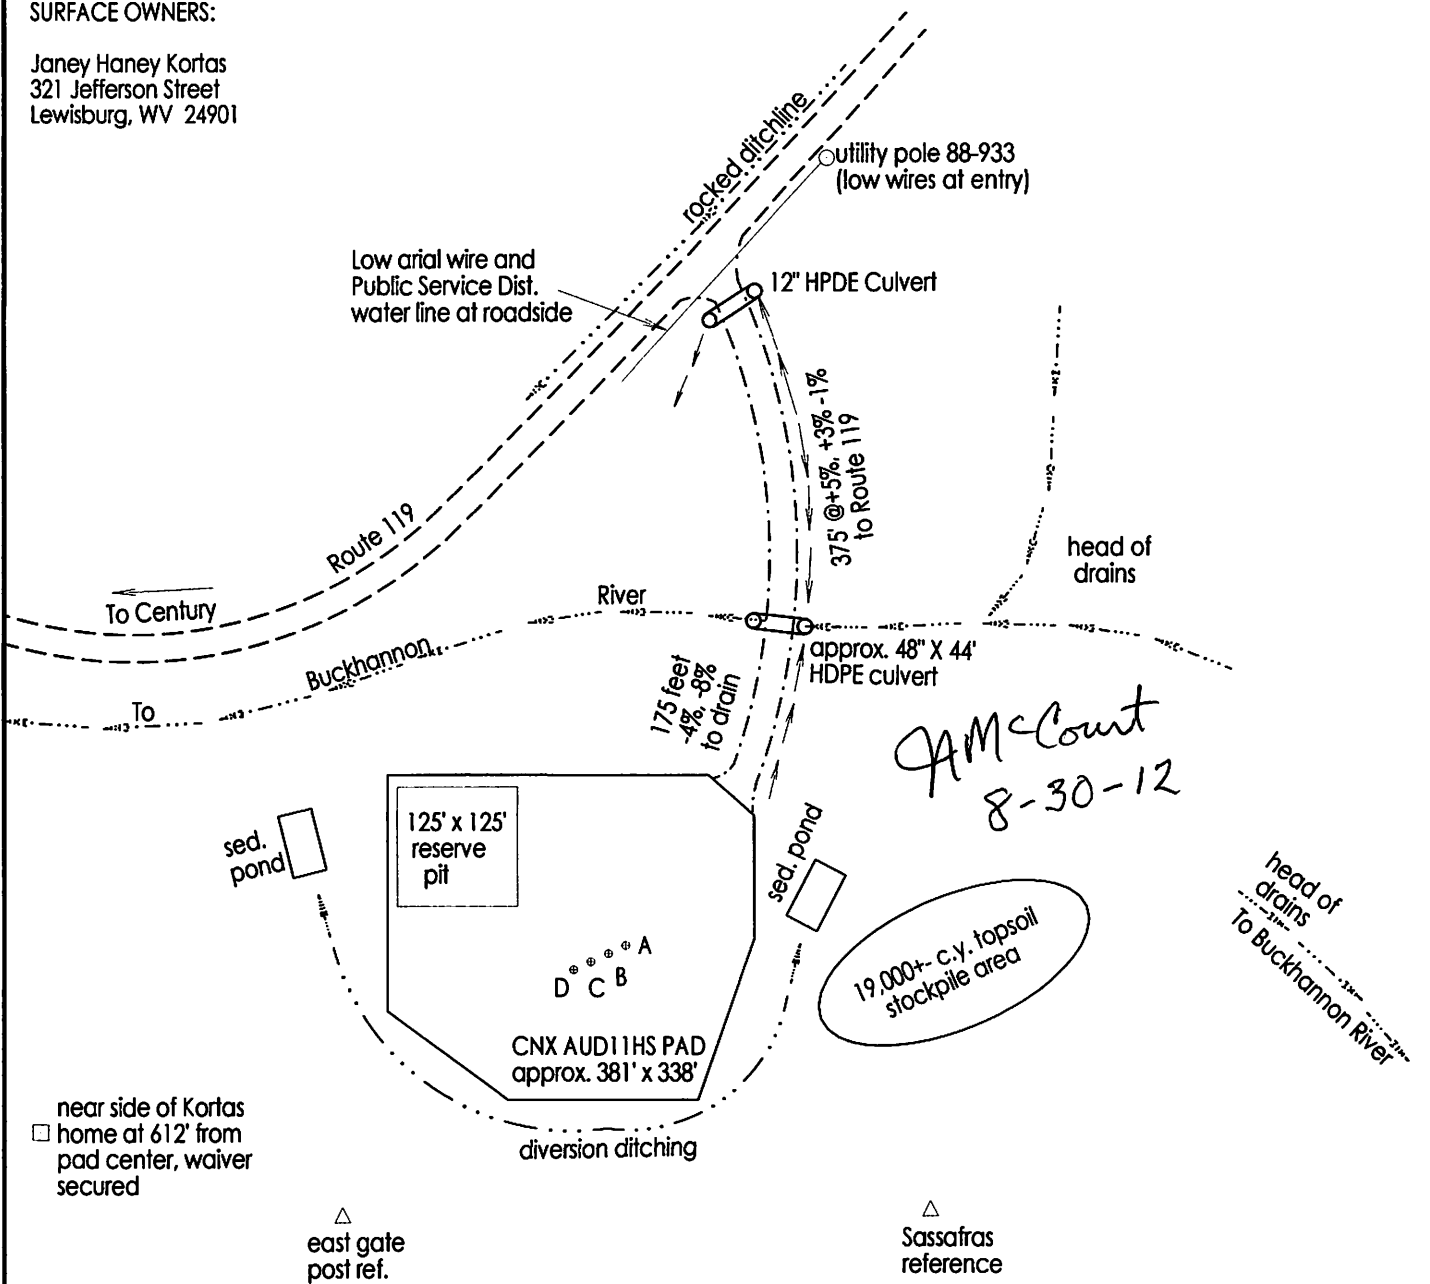 SURFACE OWNERS:
Janey Haney Kortas
321 Jefferson Street
Lewisburg, WV 24901
rocked ditchline
utility pole 88-933
(low wires at entry)
Low arial wire and
Public Service Dist.
water line at roadside
12" HPDE Culvert
375' @+5%, +3% -1%
to Route 119
Route 119
To Century
head of
drains
River
Buckhannon
To
approx. 48" X 44'
HDPE culvert
175 feet
-4%, -8%
to drain
JAMcCourt
8-30-12
125' x 125'
reserve
pit
sed.
pond
sed. pond
head of
drains
To Buckhannon River
19,000+- c.y. topsoil
stockpile area
A
B
C
D
CNX AUD11HS PAD
approx. 381' x 338'
diversion ditching
near side of Kortas
home at 612' from
pad center, waiver
secured
east gate
post ref.
Sassafras
reference